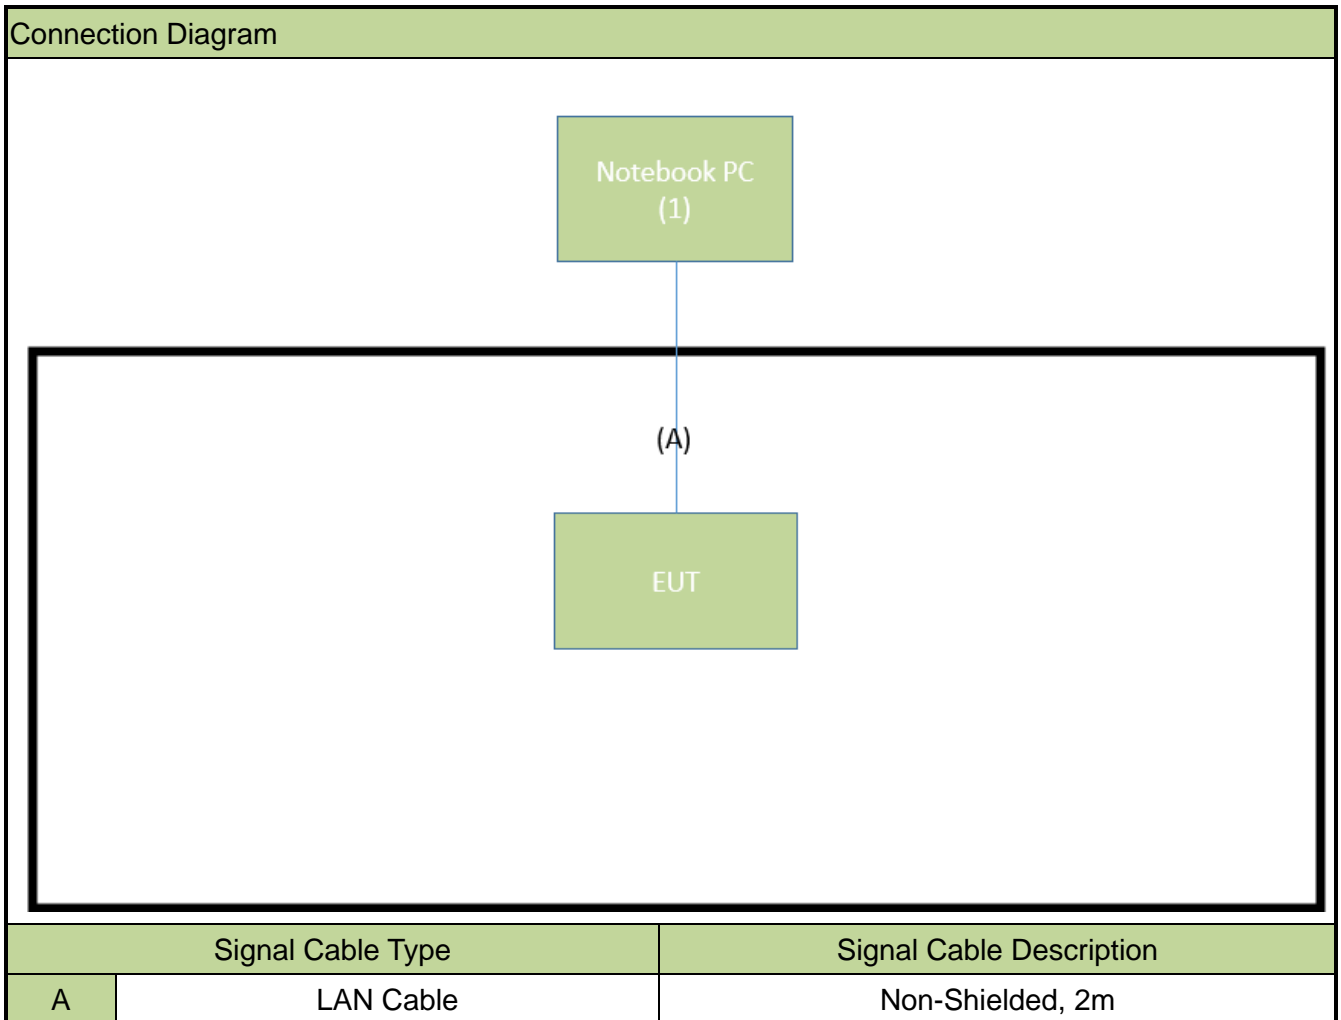 Connection Diagram
Notebook PC
(1)
(A)
EUT
Signal Cable Type Signal Cable Description
A LAN Cable Non-Shielded, 2m